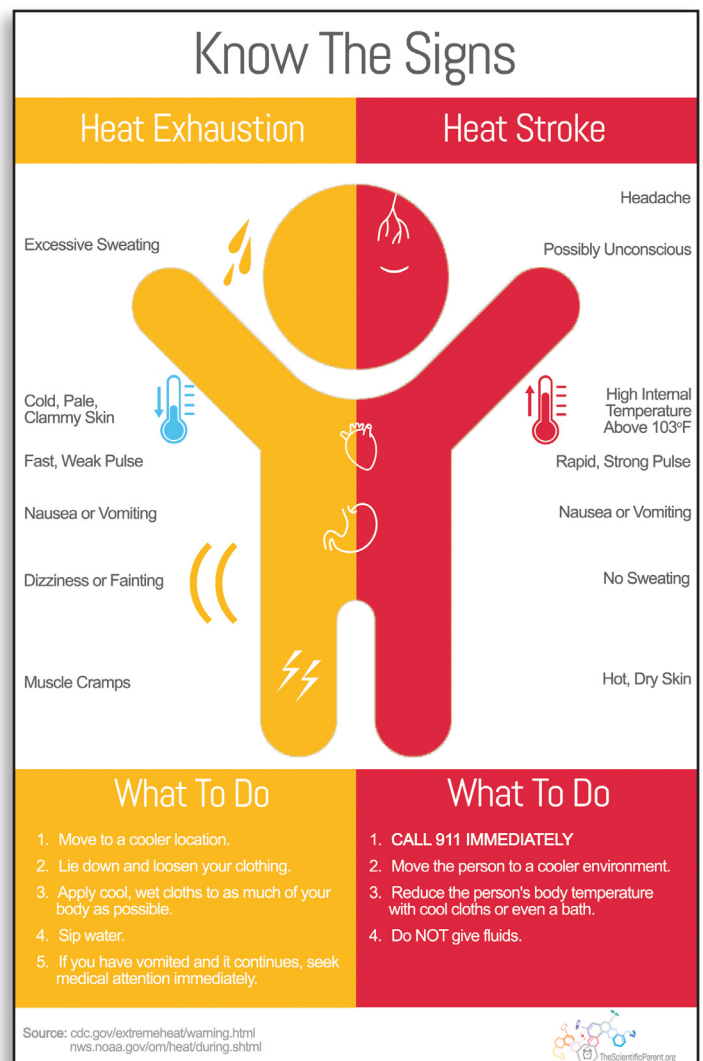 Know The Signs
Heat Exhaustion
Heat Stroke
Excessive Sweating
Cold, Pale,
Clammy Skin
Fast, Weak Pulse
Nausea or Vomiting
Dizziness or Fainting
Muscle Cramps
Headache
Possibly Unconscious
High Internal
Temperature
Above 103°F
Rapid, Strong Pulse
Nausea or Vomiting
No Sweating
Hot, Dry Skin
What To Do
1. Move to a cooler location.
2. Lie down and loosen your clothing.
3. Apply cool, wet cloths to as much of your
body as possible.
4. Sip water.
5. If you have vomited and it continues, seek
medical attention immediately.
What To Do
1. CALL 911 IMMEDIATELY
2. Move the person to a cooler environment.
3. Reduce the person's body temperature
with cool cloths or even a bath.
4. Do NOT give fluids.
Source: cdc.gov/extremeheat/warning.html
nws.noaa.gov/om/heat/during.shtml
TheScientificParent.org